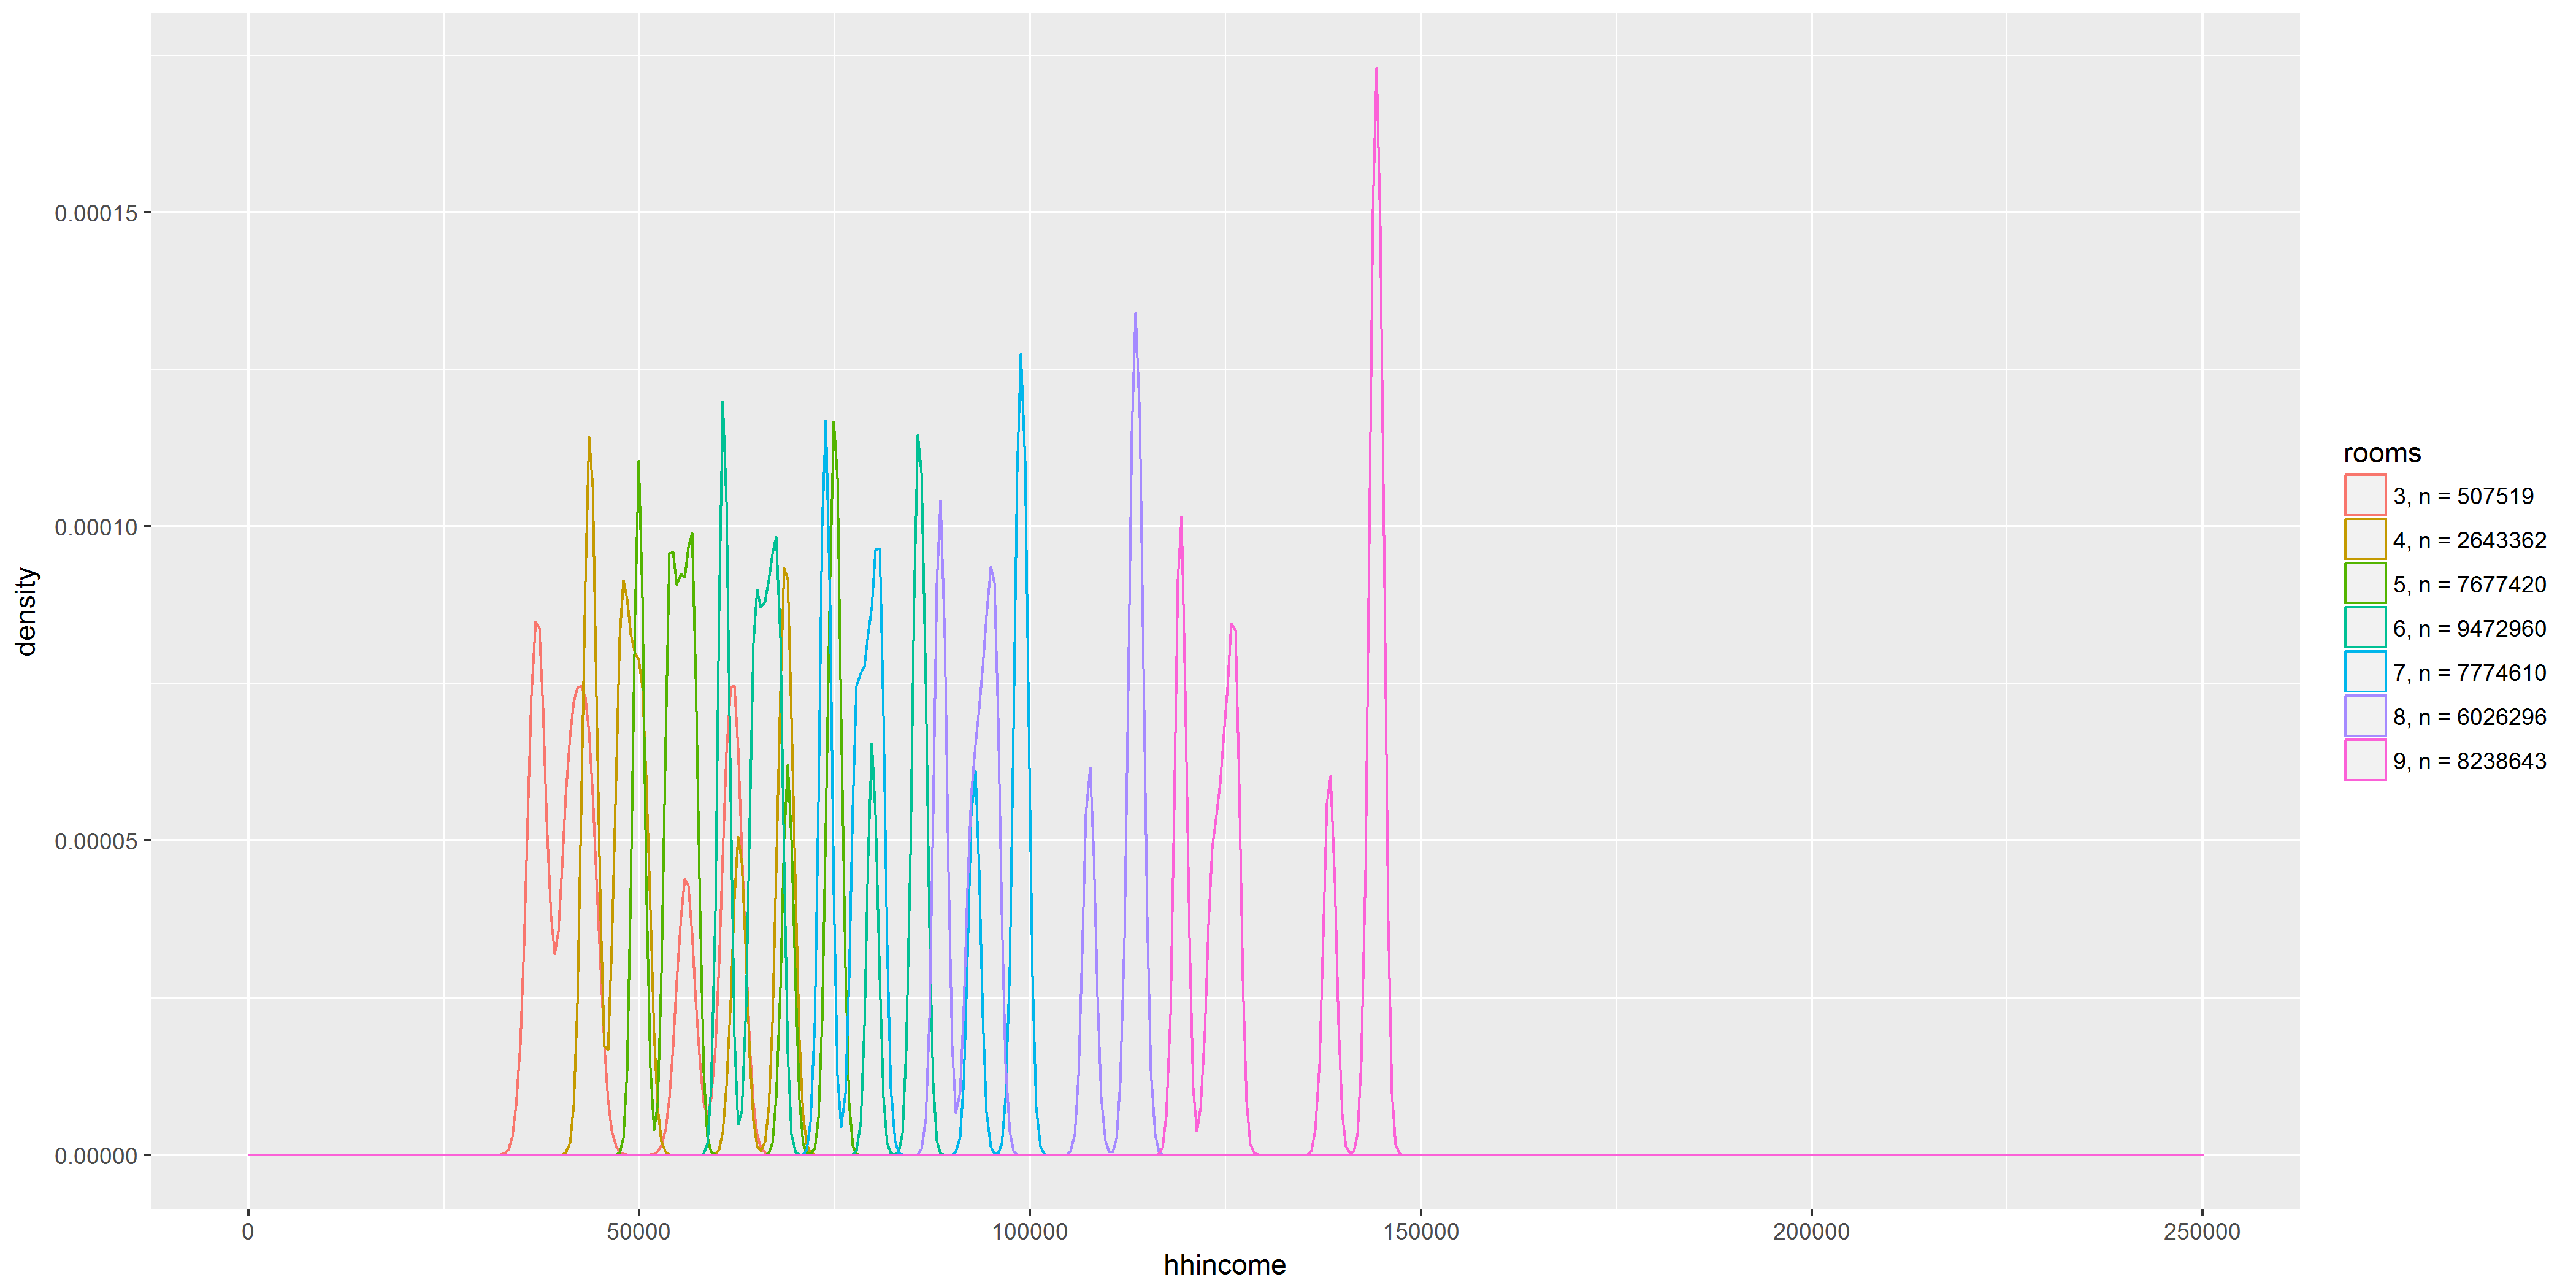 density
0.00015
0.00010
0.00005
0.00000
0
50000
100000
150000
200000
250000
hhincome
rooms
3, n = 507519
4, n = 2643362
5, n = 7677420
6, n = 9472960
7, n = 7774610
8, n = 6026296
9, n = 8238643